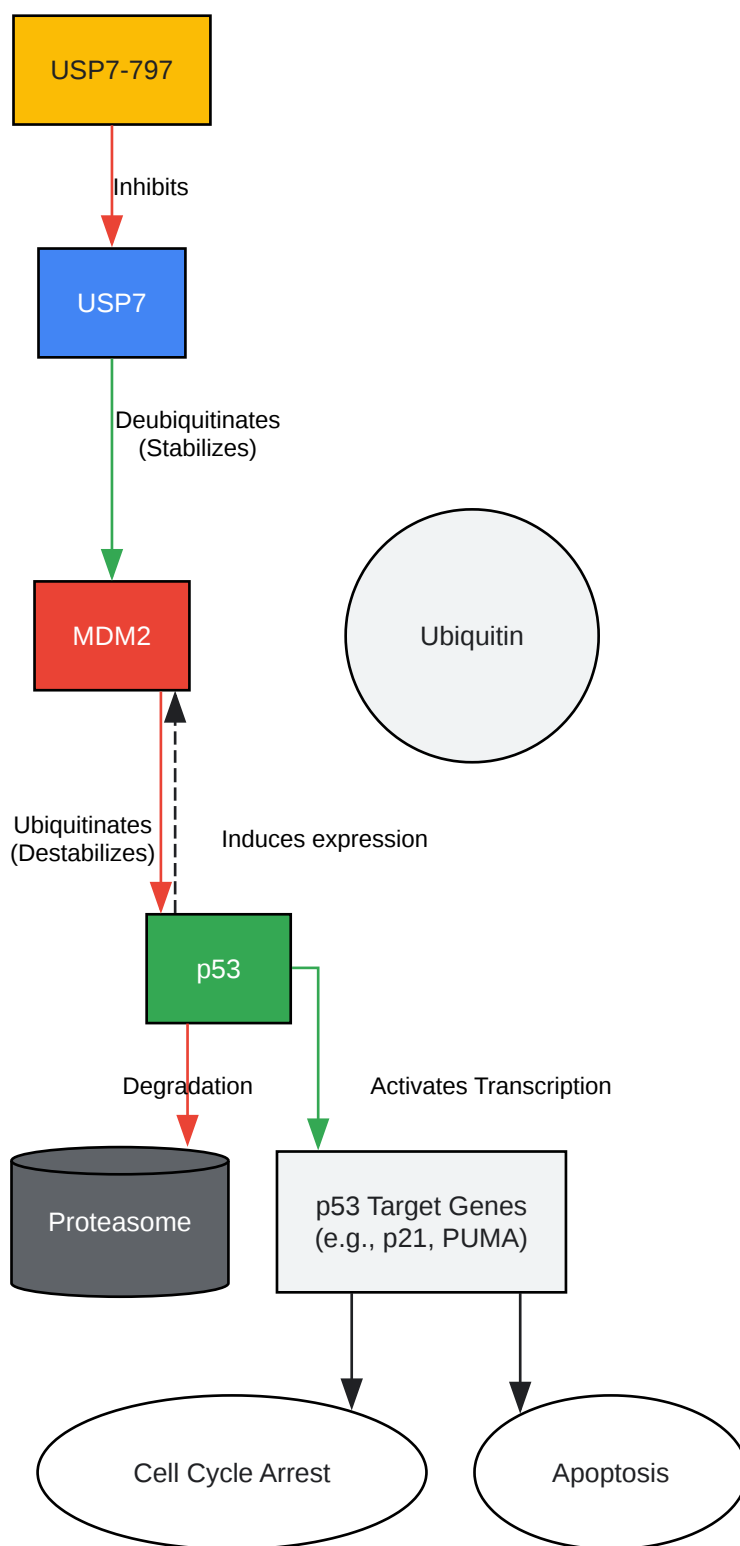 USP7-797
Inhibits
USP7
Deubiquitinates
(Stabilizes)
MDM2
Ubiquitin
Ubiquitinates
(Destabilizes)
Induces expression
p53
Degradation
Activates Transcription
Proteasome
p53 Target Genes
(e.g., p21, PUMA)
Cell Cycle Arrest
Apoptosis